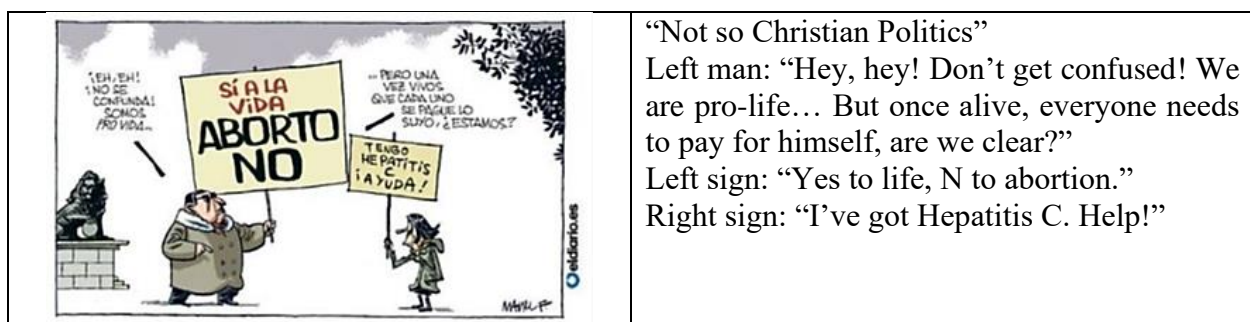 ¡EH, EH!
¡NO SE
CONFUNDA!
SOMOS
PROVIDA...
SÍ A LA
VIDA
ABORTO
NO
... PERO UNA
VEZ VIVOS
QUE CADA UNO
SE PAGUE LO
SUYO, ¿ESTAMOS?
TENGO
HEPATITIS
C
¡AYUDA!
eldiario.es
MANEL F
“Not so Christian Politics”
Left man: “Hey, hey! Don’t get confused! We
are pro-life… But once alive, everyone needs
to pay for himself, are we clear?”
Left sign: “Yes to life, N to abortion.”
Right sign: “I’ve got Hepatitis C. Help!”